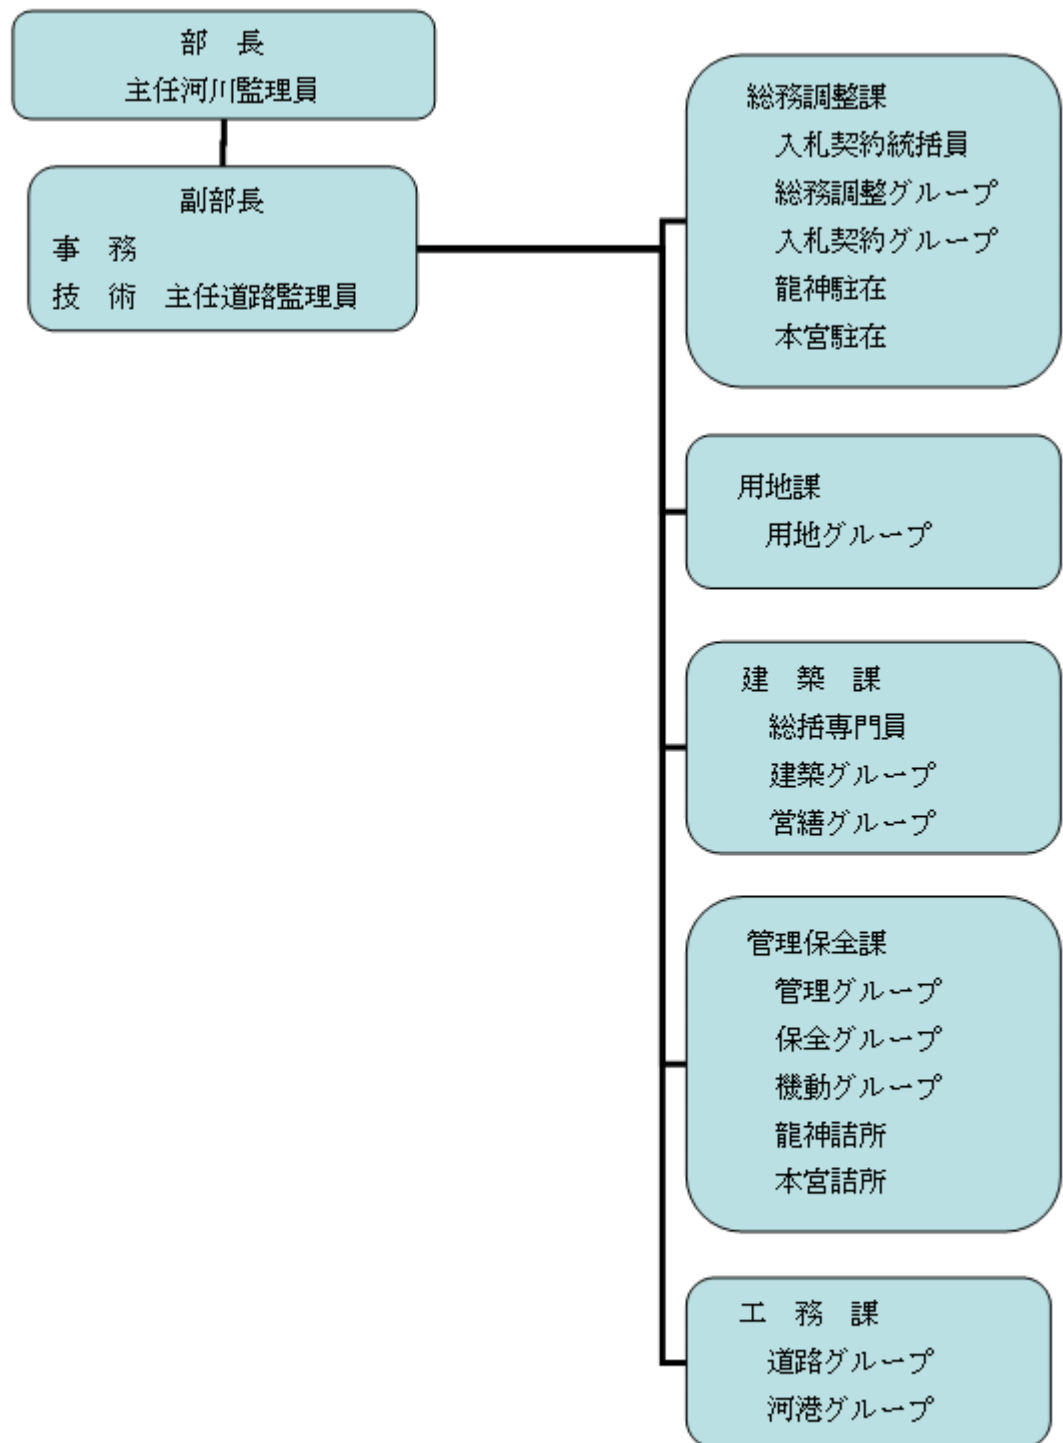 部　長
主任河川監理員
副部長
事　務
技　術　主任道路監理員
総務調整課
入札契約統括員
総務調整グループ
入札契約グループ
龍神駐在
本宮駐在
用地課
用地グループ
建　築　課
総括専門員
建築グループ
営繕グループ
管理保全課
管理グループ
保全グループ
機動グループ
龍神詰所
本宮詰所
工　務　課
道路グループ
河港グループ